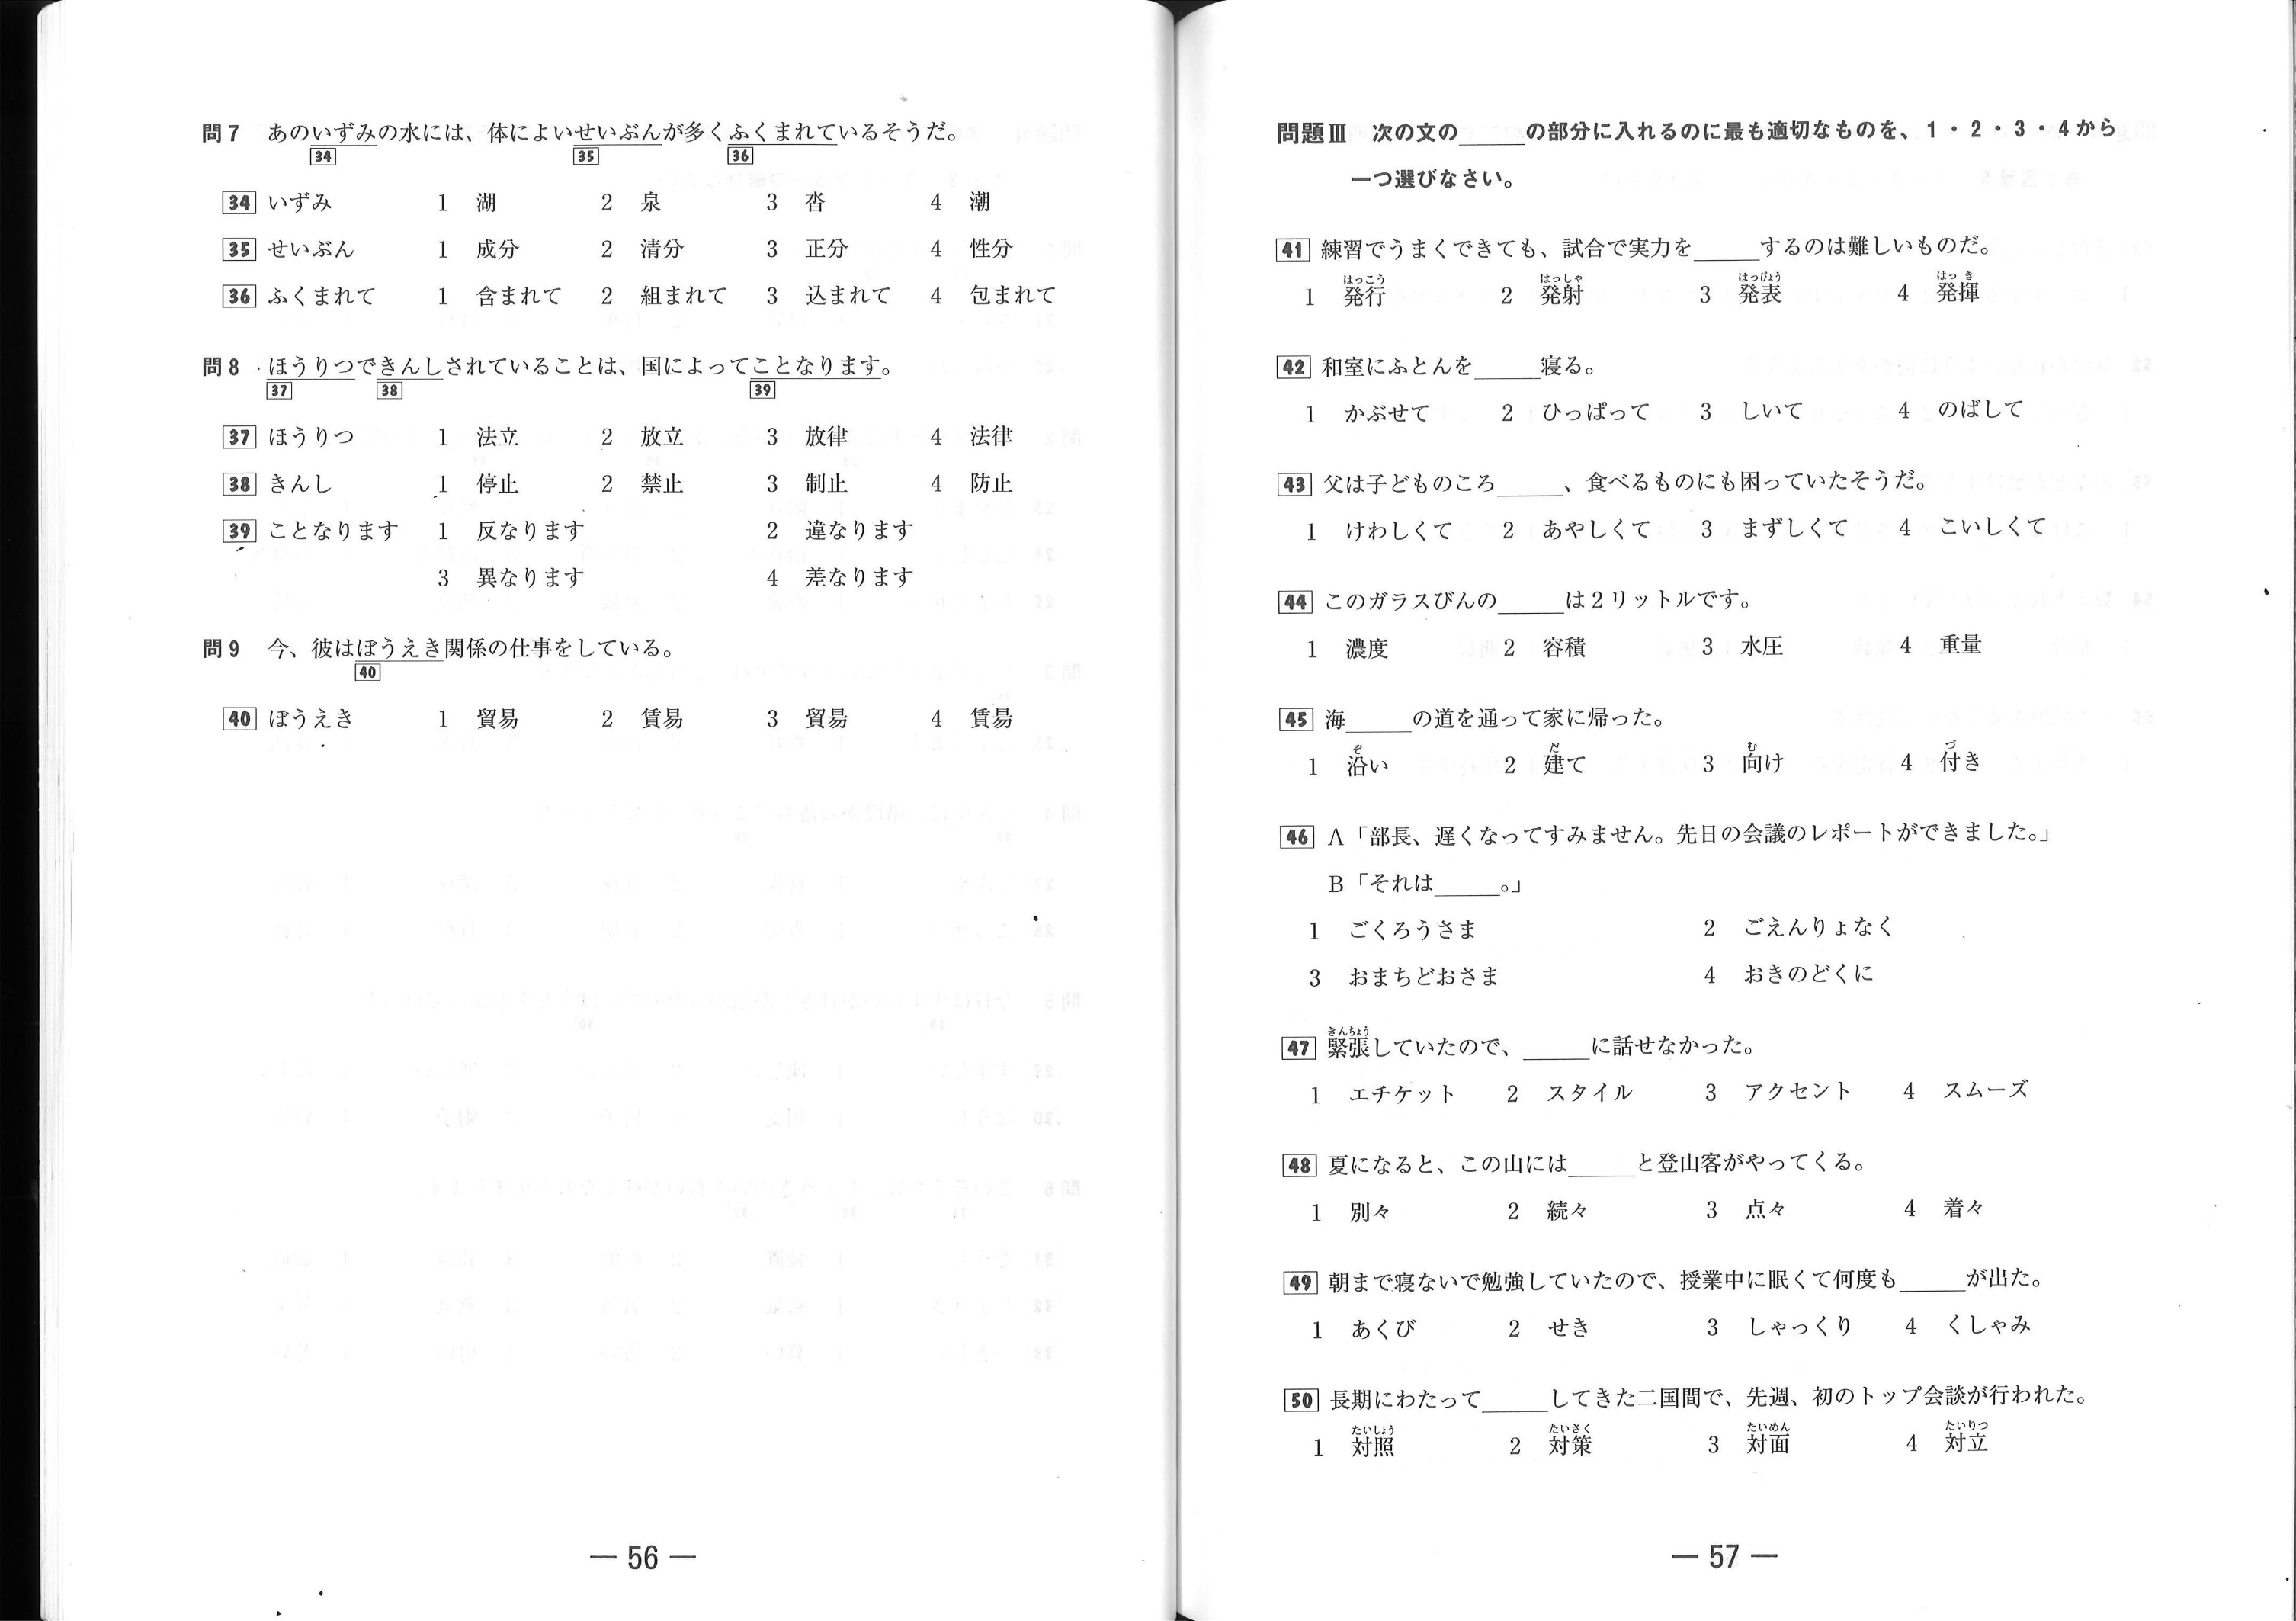 問7 あのいずみの水には、体によいせいぶんが多くふくまれているそうだ。
34 35 36
34 いずみ 1 湖 2 泉 3 沓 4 潮
35 せいぶん 1 成分 2 清分 3 正分 4 性分
36 ふくまれて 1 含まれて 2 組まれて 3 込まれて 4 包まれて
問8 ほうりつできんしされていることは、国によってことなります。
37 38 39
37 ほうりつ 1 法立 2 放立 3 放律 4 法律
38 きんし 1 停止 2 禁止 3 制止 4 防止
39 ことなります 1 反なります 2 違なります
3 異なります 4 差なります
問9 今、彼はぼうえき関係の仕事をしている。
40
40 ぼうえき 1 貿易 2 賃易 3 貿昜 4 賃昜
— 56 —
問題Ⅲ 次の文の＿＿＿の部分に入れるのに最も適切なものを、1・2・3・4から
一つ選びなさい。
41 練習でうまくできても、試合で実力を＿＿＿するのは難しいものだ。
はっこう はっしゃ はっぴょう はっき
1 発行 2 発射 3 発表 4 発揮
42 和室にふとんを＿＿＿寝る。
1 かぶせて 2 ひっぱって 3 しいて 4 のばして
43 父は子どものころ＿＿＿、食べるものにも困っていたそうだ。
1 けわしくて 2 あやしくて 3 まずしくて 4 こいしくて
44 このガラスびんの＿＿＿は2リットルです。
1 濃度 2 容積 3 水圧 4 重量
45 海＿＿＿の道を通って家に帰った。
ぞ だ む づ
1 沿い 2 建て 3 向け 4 付き
46 A「部長、遅くなってすみません。先日の会議のレポートができました。」
B「それは＿＿＿。」
1 ごくろうさま 2 ごえんりょなく
3 おまちどおさま 4 おきのどくに
きんちょう
47 緊張していたので、＿＿＿に話せなかった。
1 エチケット 2 スタイル 3 アクセント 4 スムーズ
48 夏になると、この山には＿＿＿と登山客がやってくる。
1 別々 2 続々 3 点々 4 着々
49 朝まで寝ないで勉強していたので、授業中に眠くて何度も＿＿＿が出た。
1 あくび 2 せき 3 しゃっくり 4 くしゃみ
50 長期にわたって＿＿＿してきた二国間で、先週、初のトップ会談が行われた。
たいしょう たいさく たいめん たいりつ
1 対照 2 対策 3 対面 4 対立
— 57 —